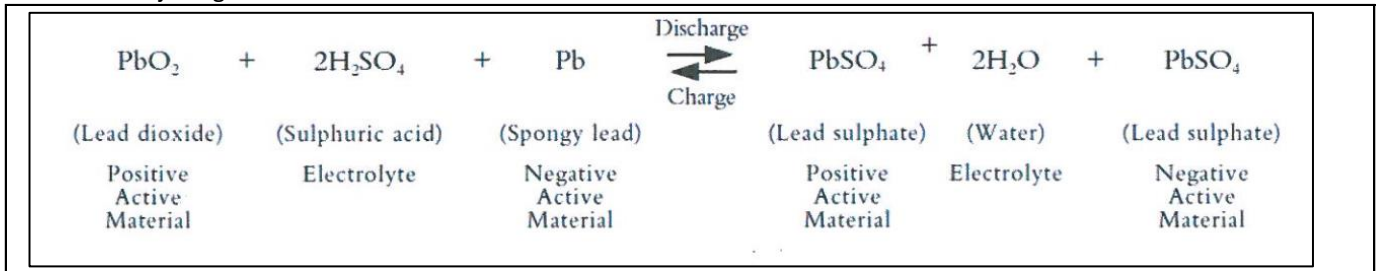 Discharge
PbO₂ + 2H₂SO₄ + Pb PbSO₄ + 2H₂O + PbSO₄
Charge
(Lead dioxide) (Sulphuric acid) (Spongy lead) (Lead sulphate) (Water) (Lead sulphate)
Positive Electrolyte Negative Positive Electrolyte Negative
Active Active Active Active
Material Material Material Material